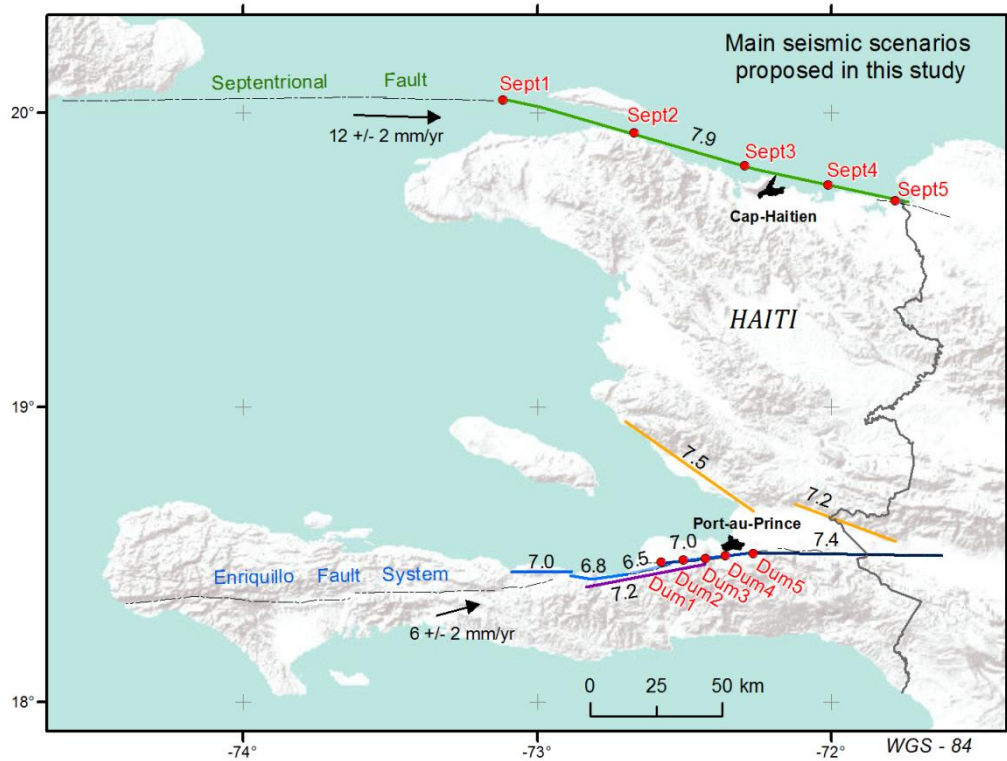 Main seismic scenarios
proposed in this study
Septentrional Fault
Sept1
20°
12 +/- 2 mm/yr
Sept2
7.9
Sept3
Sept4
Sept5
Cap-Haitien
HAITI
19°
7.5
7.2
Port-au-Prince
7.4
7.0
6.8
6.5
7.0
Enriquillo Fault System
7.2
Dum1
Dum2
Dum3
Dum4
Dum5
6 +/- 2 mm/yr
0 25 50 km
18°
-74°
-73°
-72°
WGS - 84